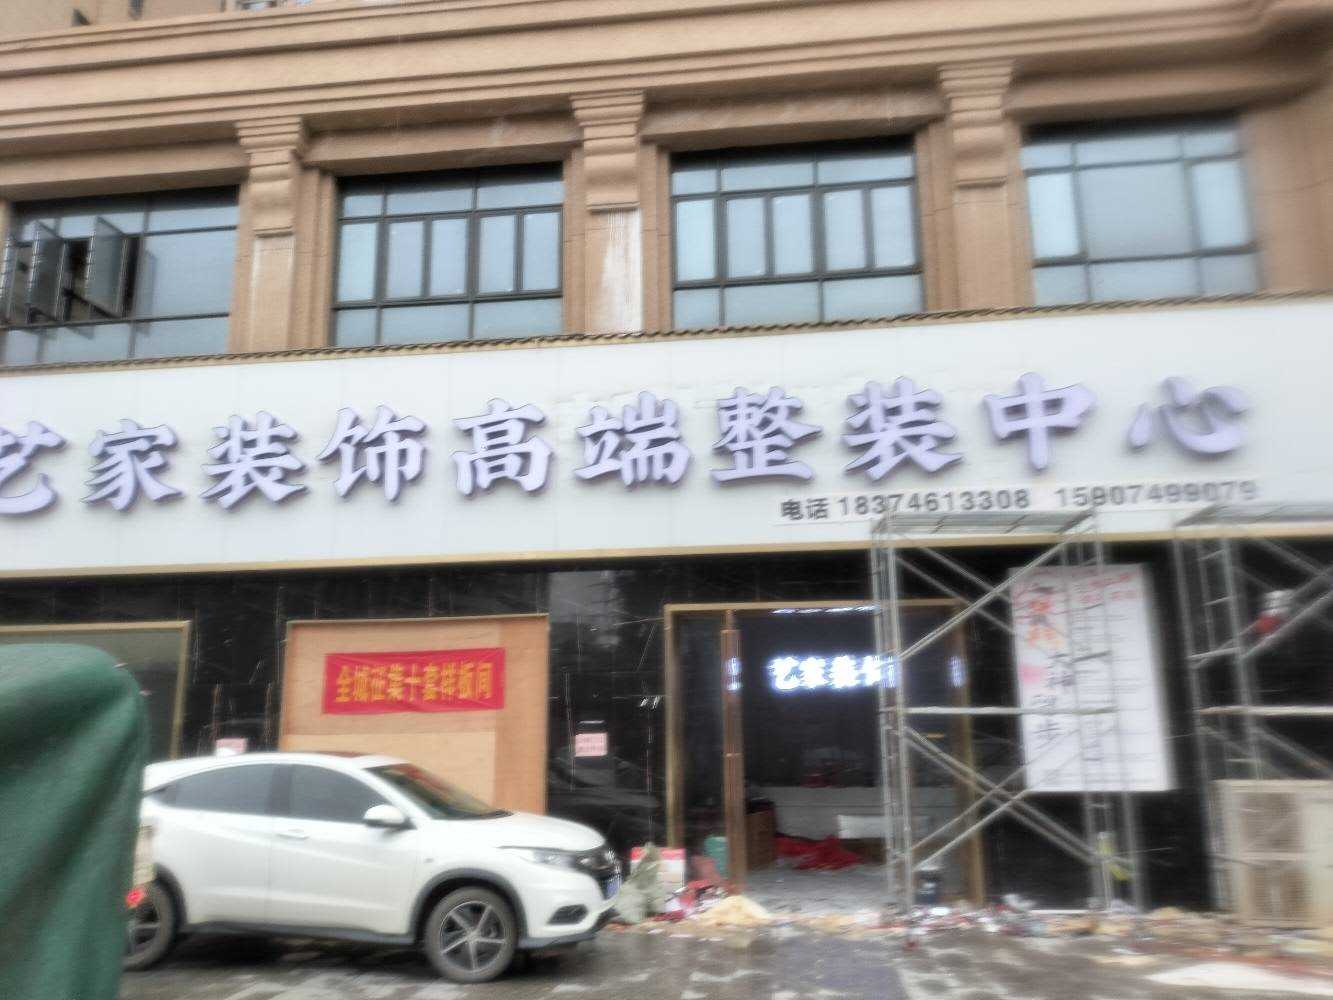 艺家装饰高端整装中心
电话 18374613308 15907499079
全城征集十套样板间
艺家装饰